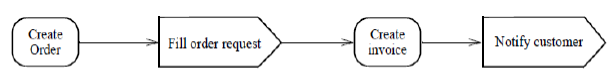 Create
Order
Fill order request
Create
invoice
Notify customer